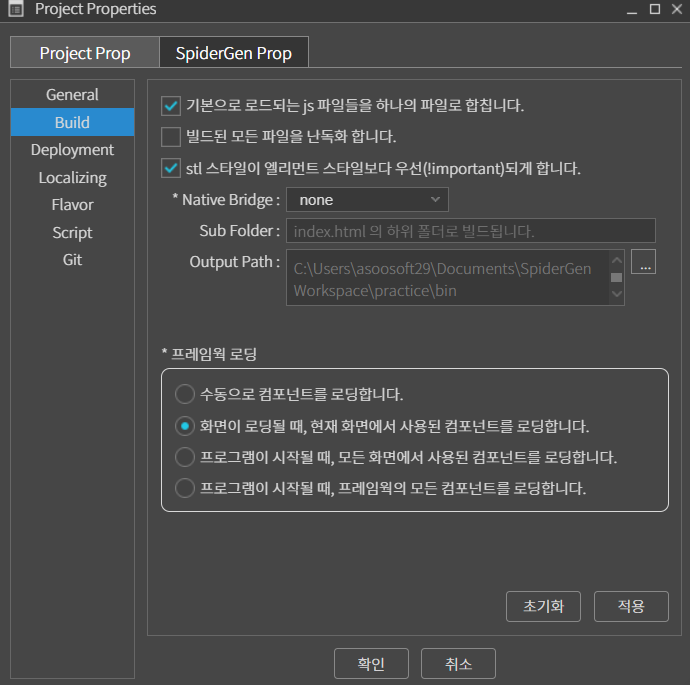 Project Properties
Project Prop
SpiderGen Prop
General
Build
Deployment
Localizing
Flavor
Script
Git
기본으로 로드되는 js 파일들을 하나의 파일로 합칩니다.
빌드된 모든 파일을 난독화 합니다.
stl 스타일이 엘리먼트 스타일보다 우선(!important)되게 합니다.
* Native Bridge : none
Sub Folder : index.html 의 하위 폴더로 빌드됩니다.
Output Path : C:\Users\asoosoft29\Documents\SpiderGen
Workspace\practice\bin
...
* 프레임웍 로딩
수동으로 컴포넌트를 로딩합니다.
화면이 로딩될 때, 현재 화면에서 사용된 컴포넌트를 로딩합니다.
프로그램이 시작될 때, 모든 화면에서 사용된 컴포넌트를 로딩합니다.
프로그램이 시작될 때, 프레임웍의 모든 컴포넌트를 로딩합니다.
초기화
적용
확인
취소